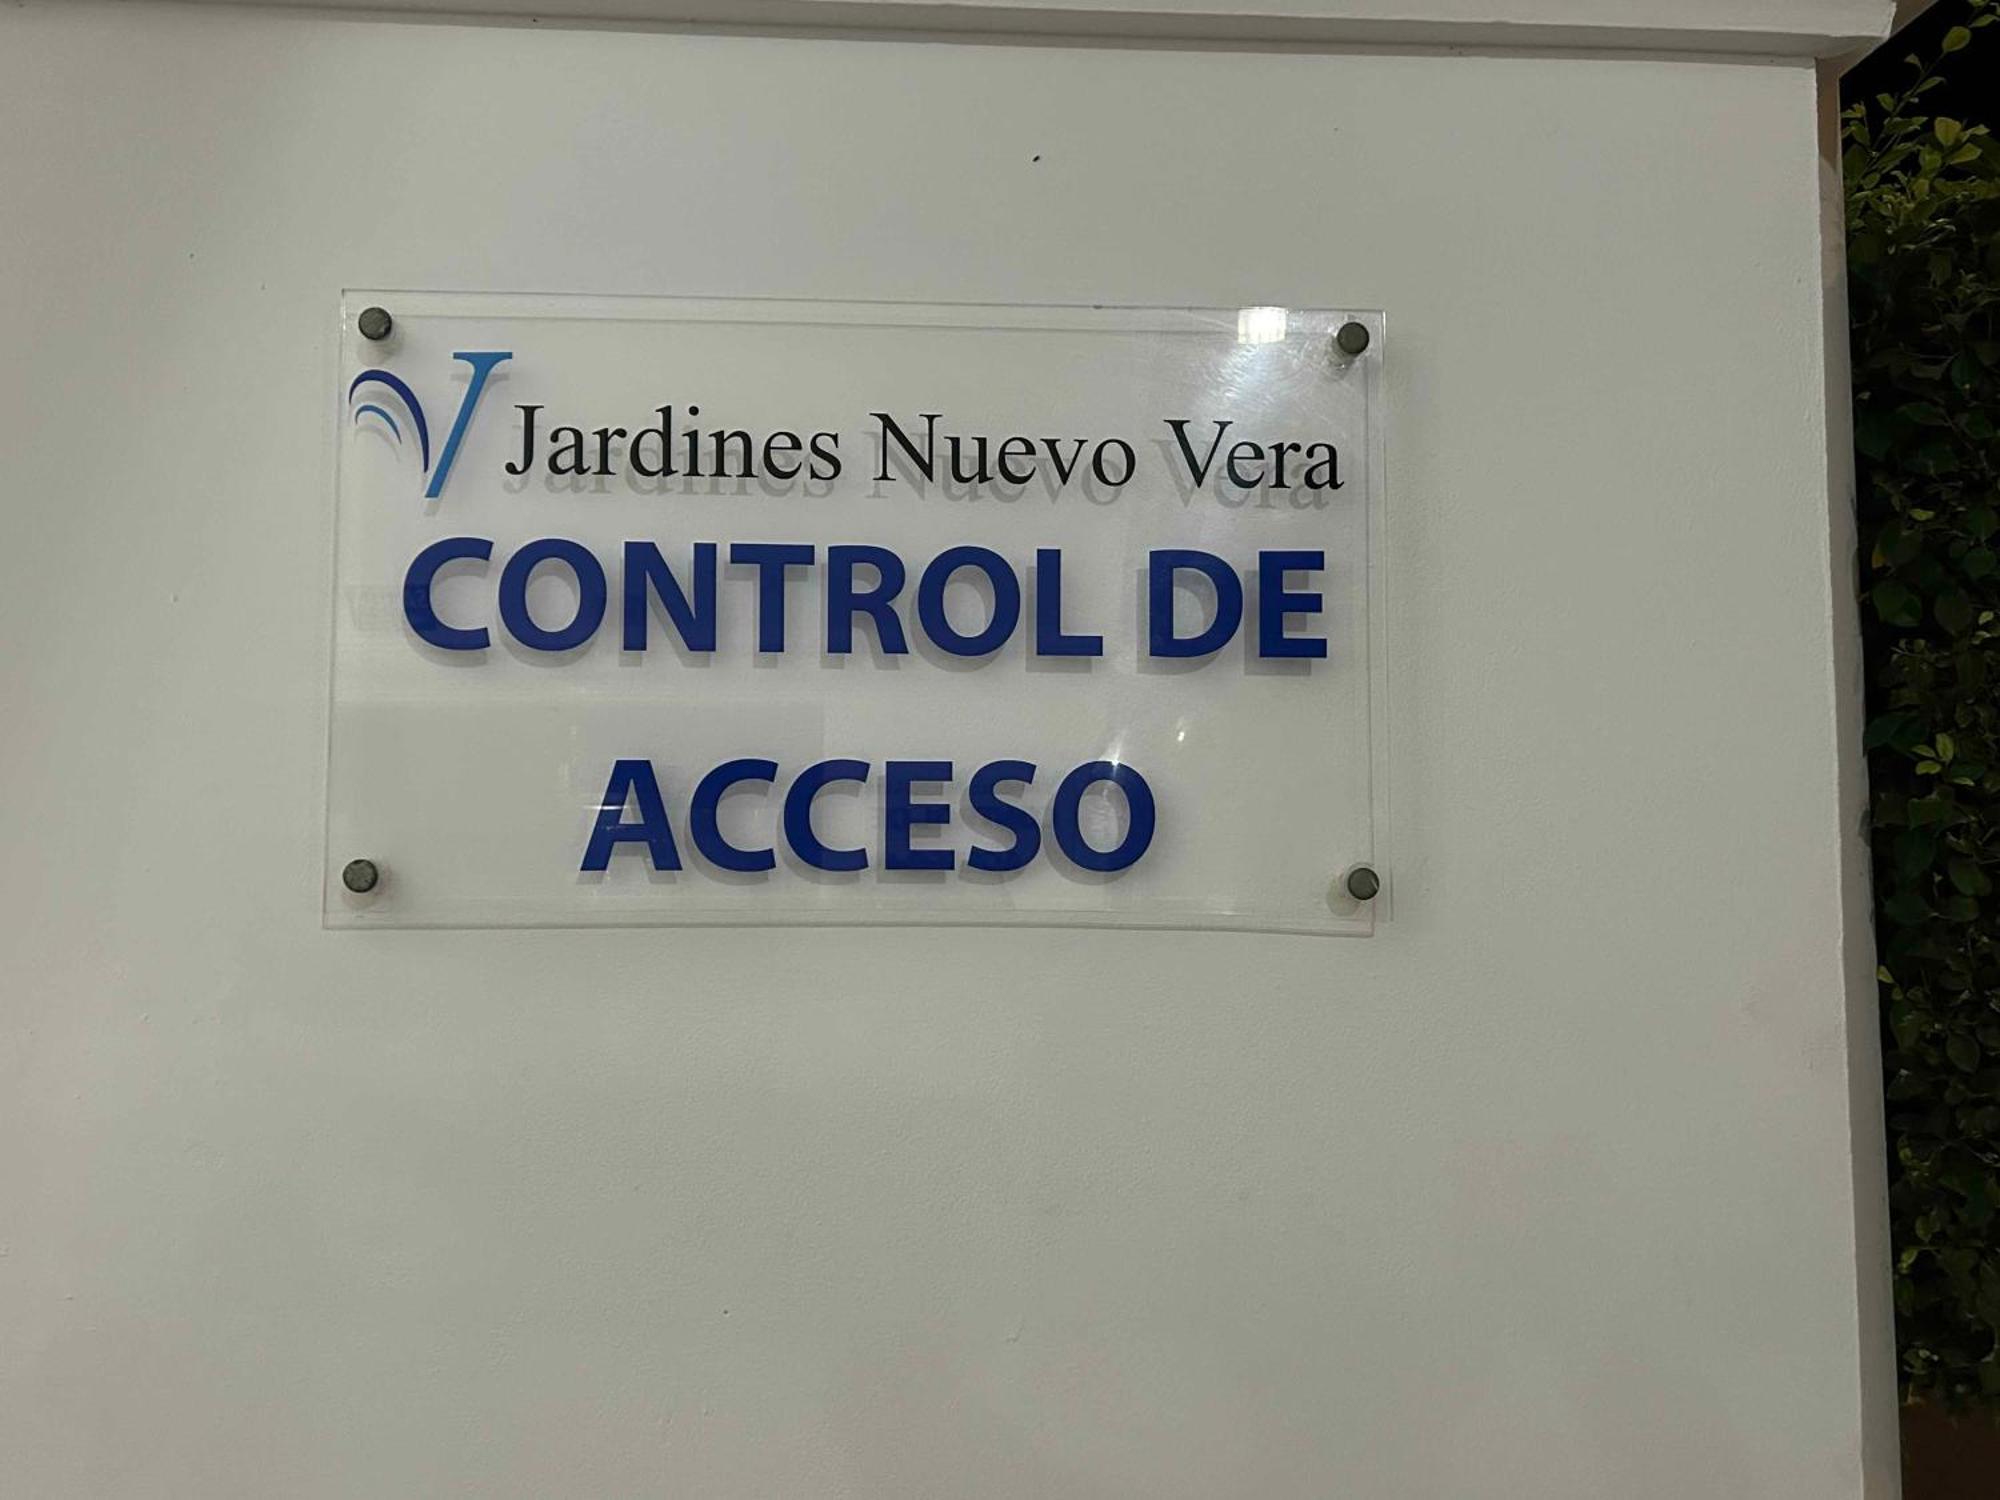 Jardines Nuevo Vera
CONTROL DE
ACCESO